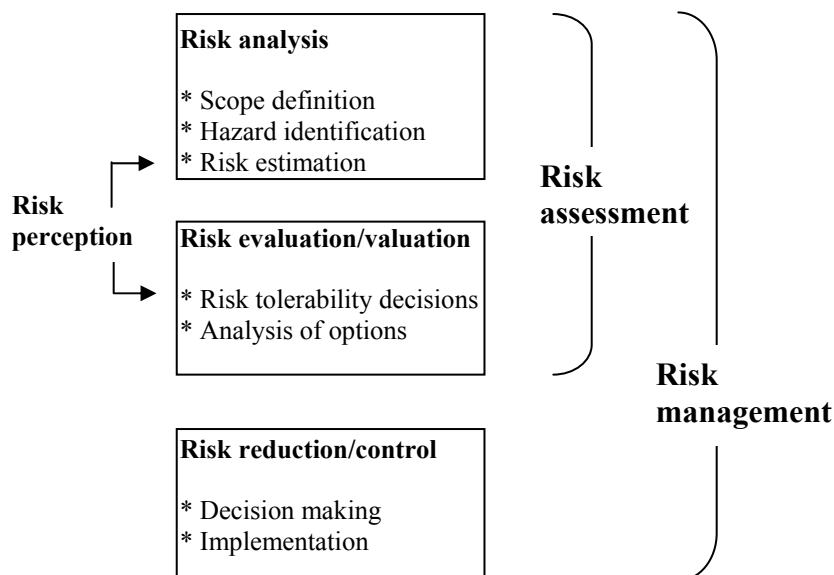 Risk analysis
* Scope definition
* Hazard identification
* Risk estimation
Risk
perception
Risk evaluation/valuation
* Risk tolerability decisions
* Analysis of options
Risk reduction/control
* Decision making
* Implementation
Risk
assessment
Risk
management